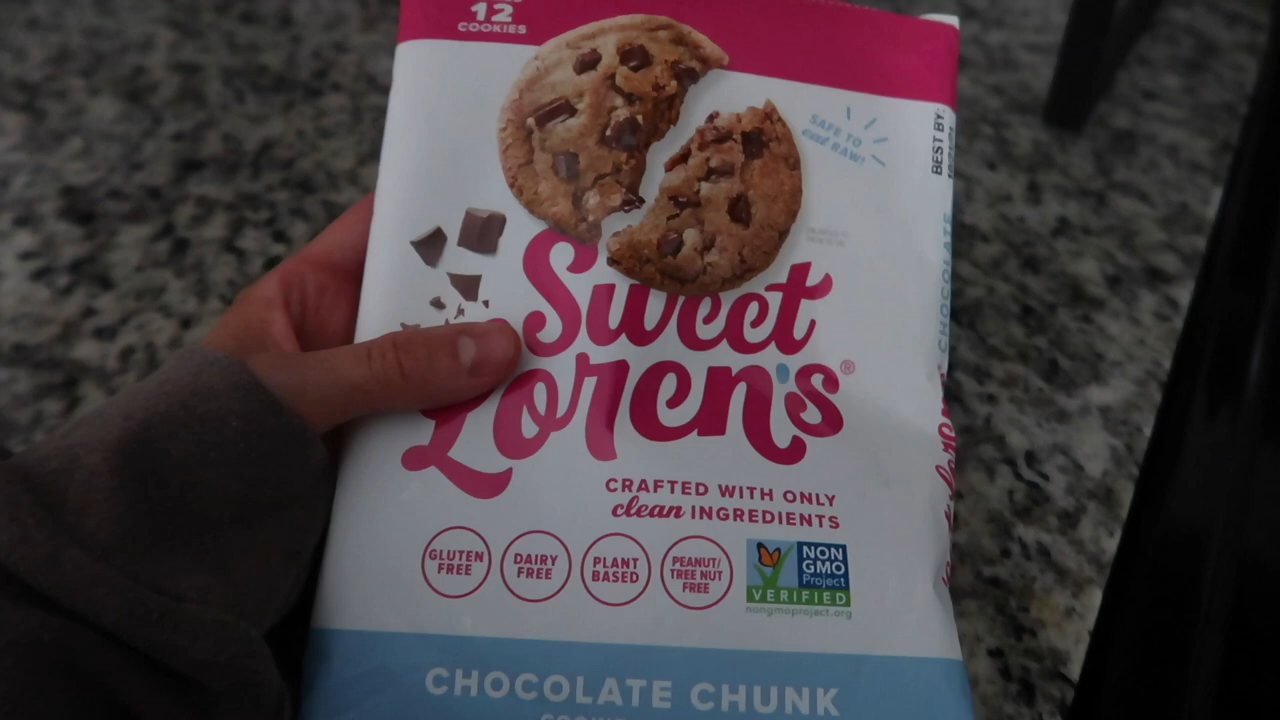 12
COOKIES
SAFE TO
eat RAW!
BEST BY:
CHOCOLATE
Sweet
Loren's®
CRAFTED WITH ONLY
clean INGREDIENTS
GLUTEN
FREE
DAIRY
FREE
PLANT
BASED
PEANUT/
TREE NUT
FREE
NON
GMO
Project
VERIFIED
nongmoproject.org
CHOCOLATE CHUNK